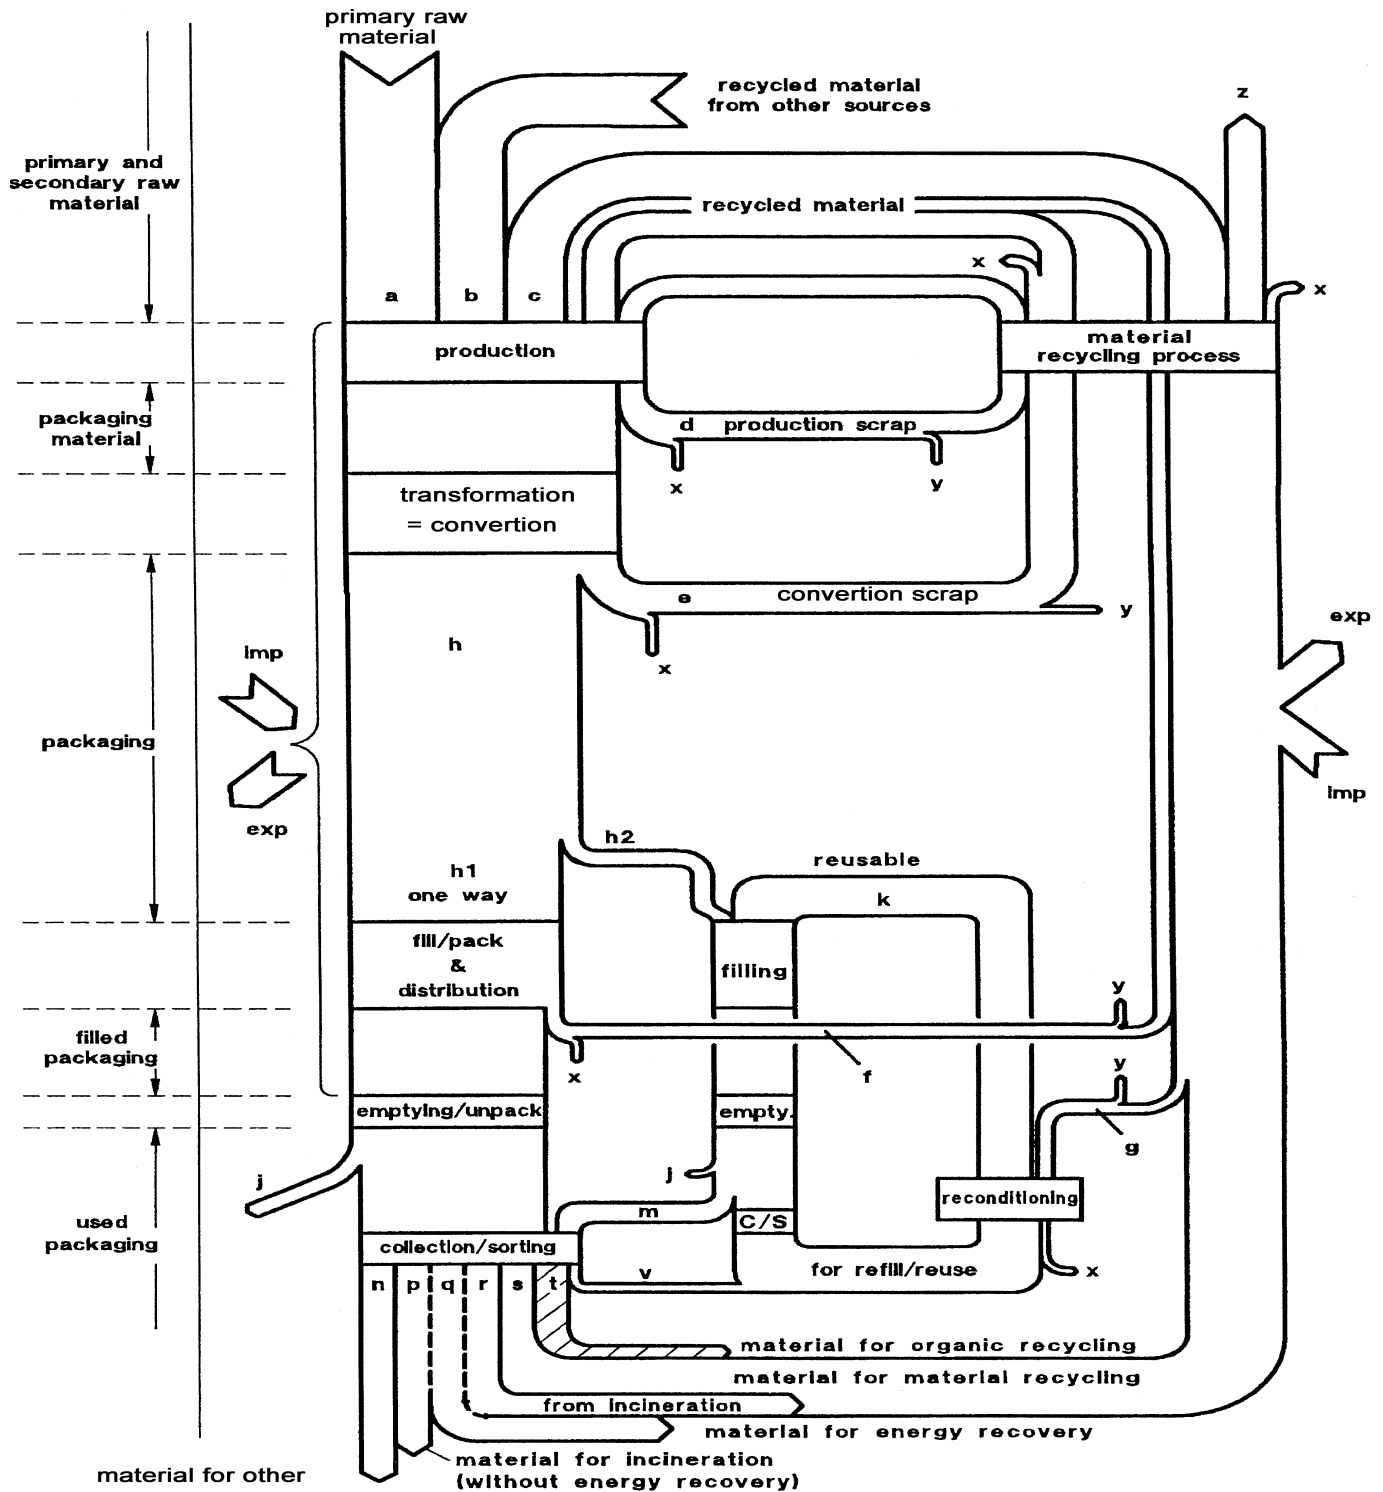 primary raw
material
recycled material
from other sources
z
primary and
secondary raw
material
recycled material
x
x
a b c
production
material
recycling process
packaging
material
d production scrap
x
y
transformation
= convertion
e convertion scrap
y
x
h
exp
imp
packaging
imp
exp
h2
reusable
h1
one way
k
fill/pack
&
distribution
filling
y
filled
packaging
x
f
y
emptying/unpack
empty.
g
j
j
used
packaging
m
C/S
reconditioning
collection/sorting
v
for refill/reuse
x
n p q r s t
material for organic recycling
material for material recycling
from incineration
material for energy recovery
material for incineration
(without energy recovery)
material for other